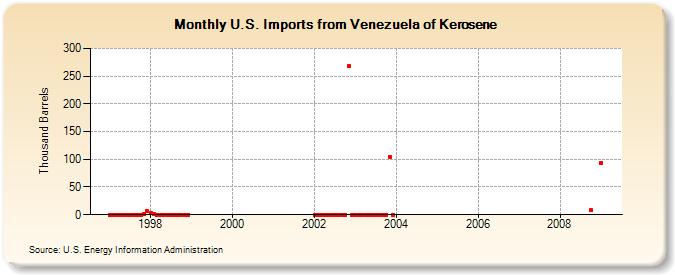 Monthly U.S. Imports from Venezuela of Kerosene
Thousand Barrels
300
250
200
150
100
50
0
1998 2000 2002 2004 2006 2008
Source: U.S. Energy Information Administration